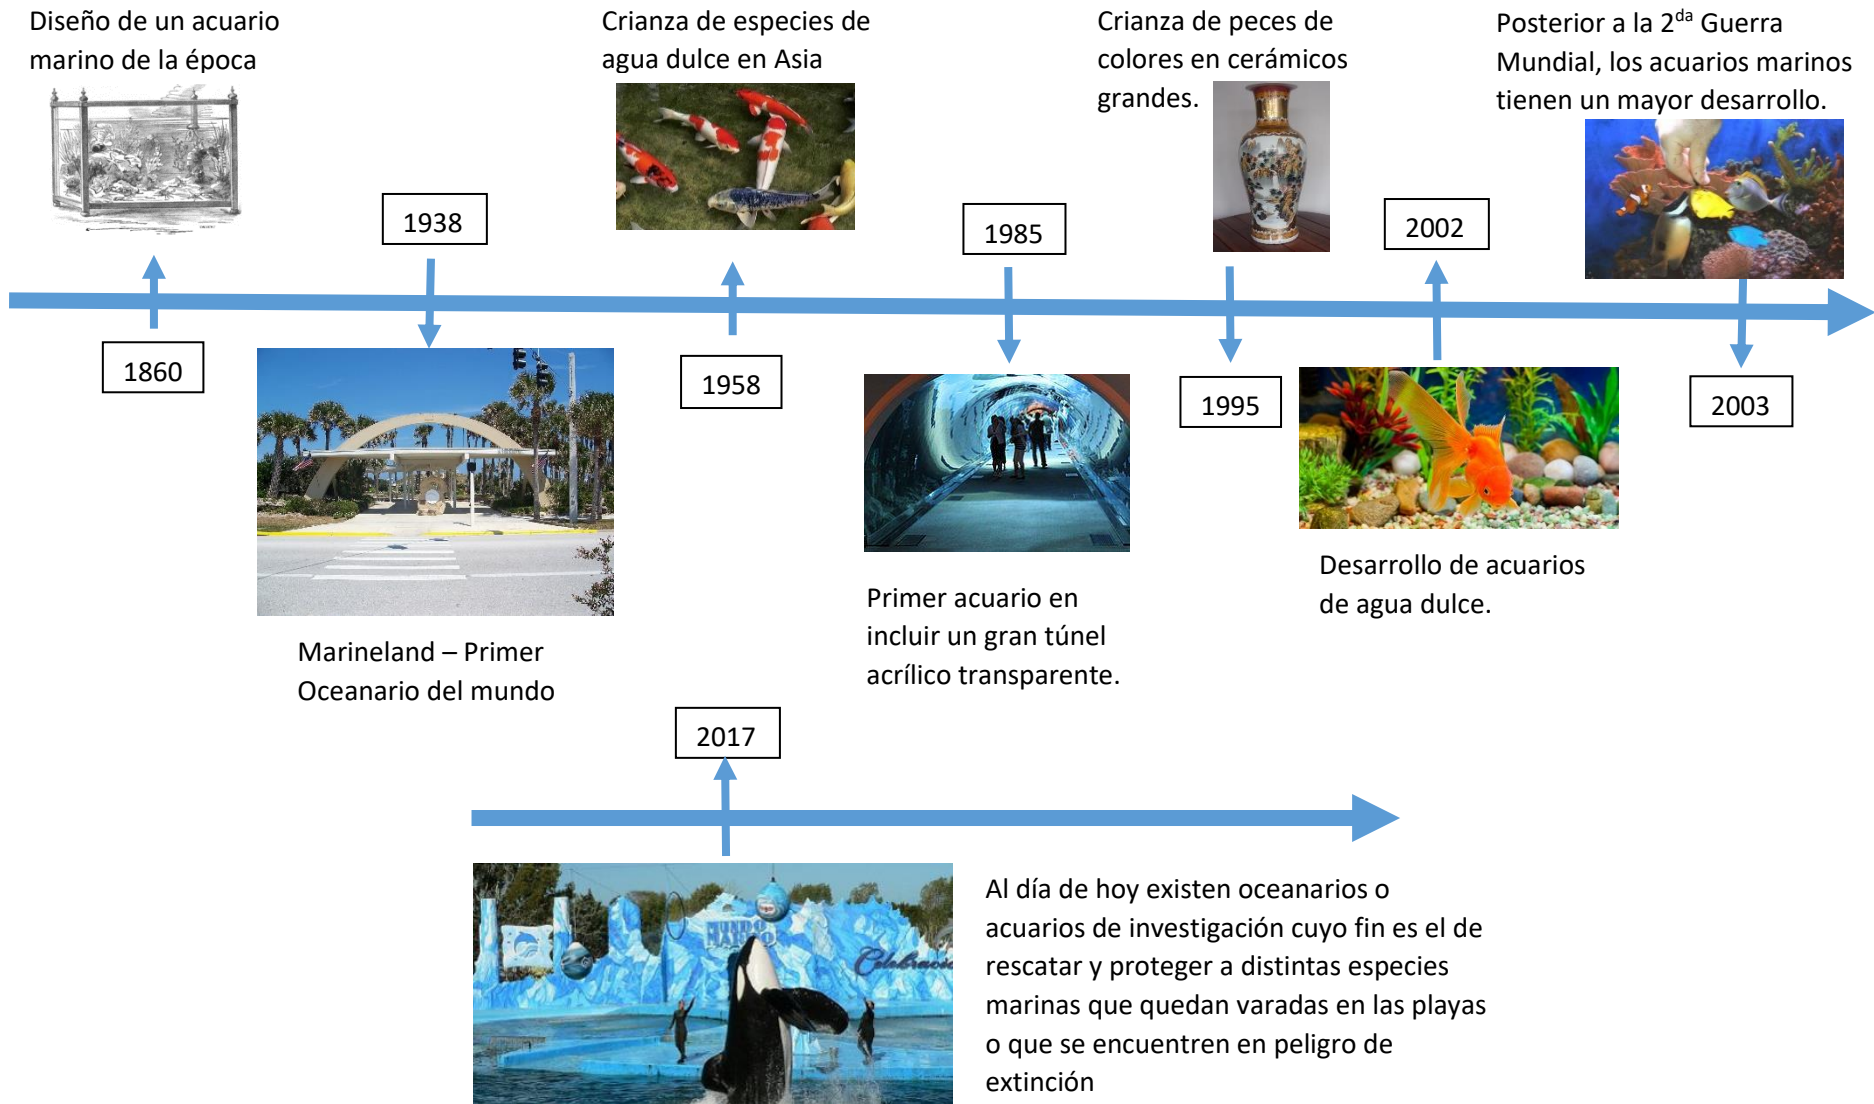 Diseño de un acuario
marino de la época
1860
1938
Marineland – Primer
Oceanario del mundo
Crianza de especies de
agua dulce en Asia
1958
1985
Primer acuario en
incluir un gran túnel
acrílico transparente.
Crianza de peces de
colores en cerámicos
grandes.
1995
2002
Desarrollo de acuarios
de agua dulce.
Posterior a la 2da Guerra
Mundial, los acuarios marinos
tienen un mayor desarrollo.
2003
2017
MUNDO
MARINO
Celebració
Al día de hoy existen oceanarios o
acuarios de investigación cuyo fin es el de
rescatar y proteger a distintas especies
marinas que quedan varadas en las playas
o que se encuentren en peligro de
extinción